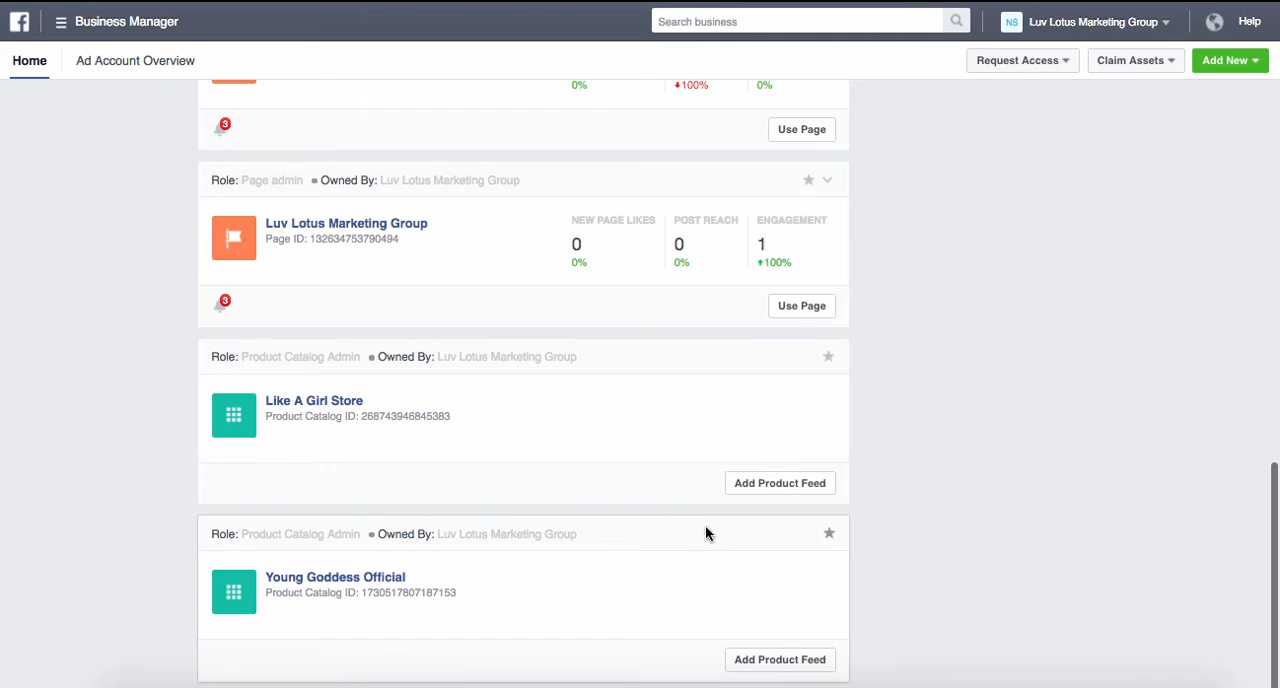 Business Manager
Search business
NS Luv Lotus Marketing Group
Help
Home
Ad Account Overview
Request Access
Claim Assets
Add New
0%
100%
0%
3
Use Page
Role: Page admin
Owned By: Luv Lotus Marketing Group
Luv Lotus Marketing Group
Page ID: 132634753790494
NEW PAGE LIKES
POST REACH
ENGAGEMENT
0
0
1
0%
0%
100%
3
Use Page
Role: Product Catalog Admin
Owned By: Luv Lotus Marketing Group
Like A Girl Store
Product Catalog ID: 268743946845383
Add Product Feed
Role: Product Catalog Admin
Owned By: Luv Lotus Marketing Group
Young Goddess Official
Product Catalog ID: 1730517807187153
Add Product Feed